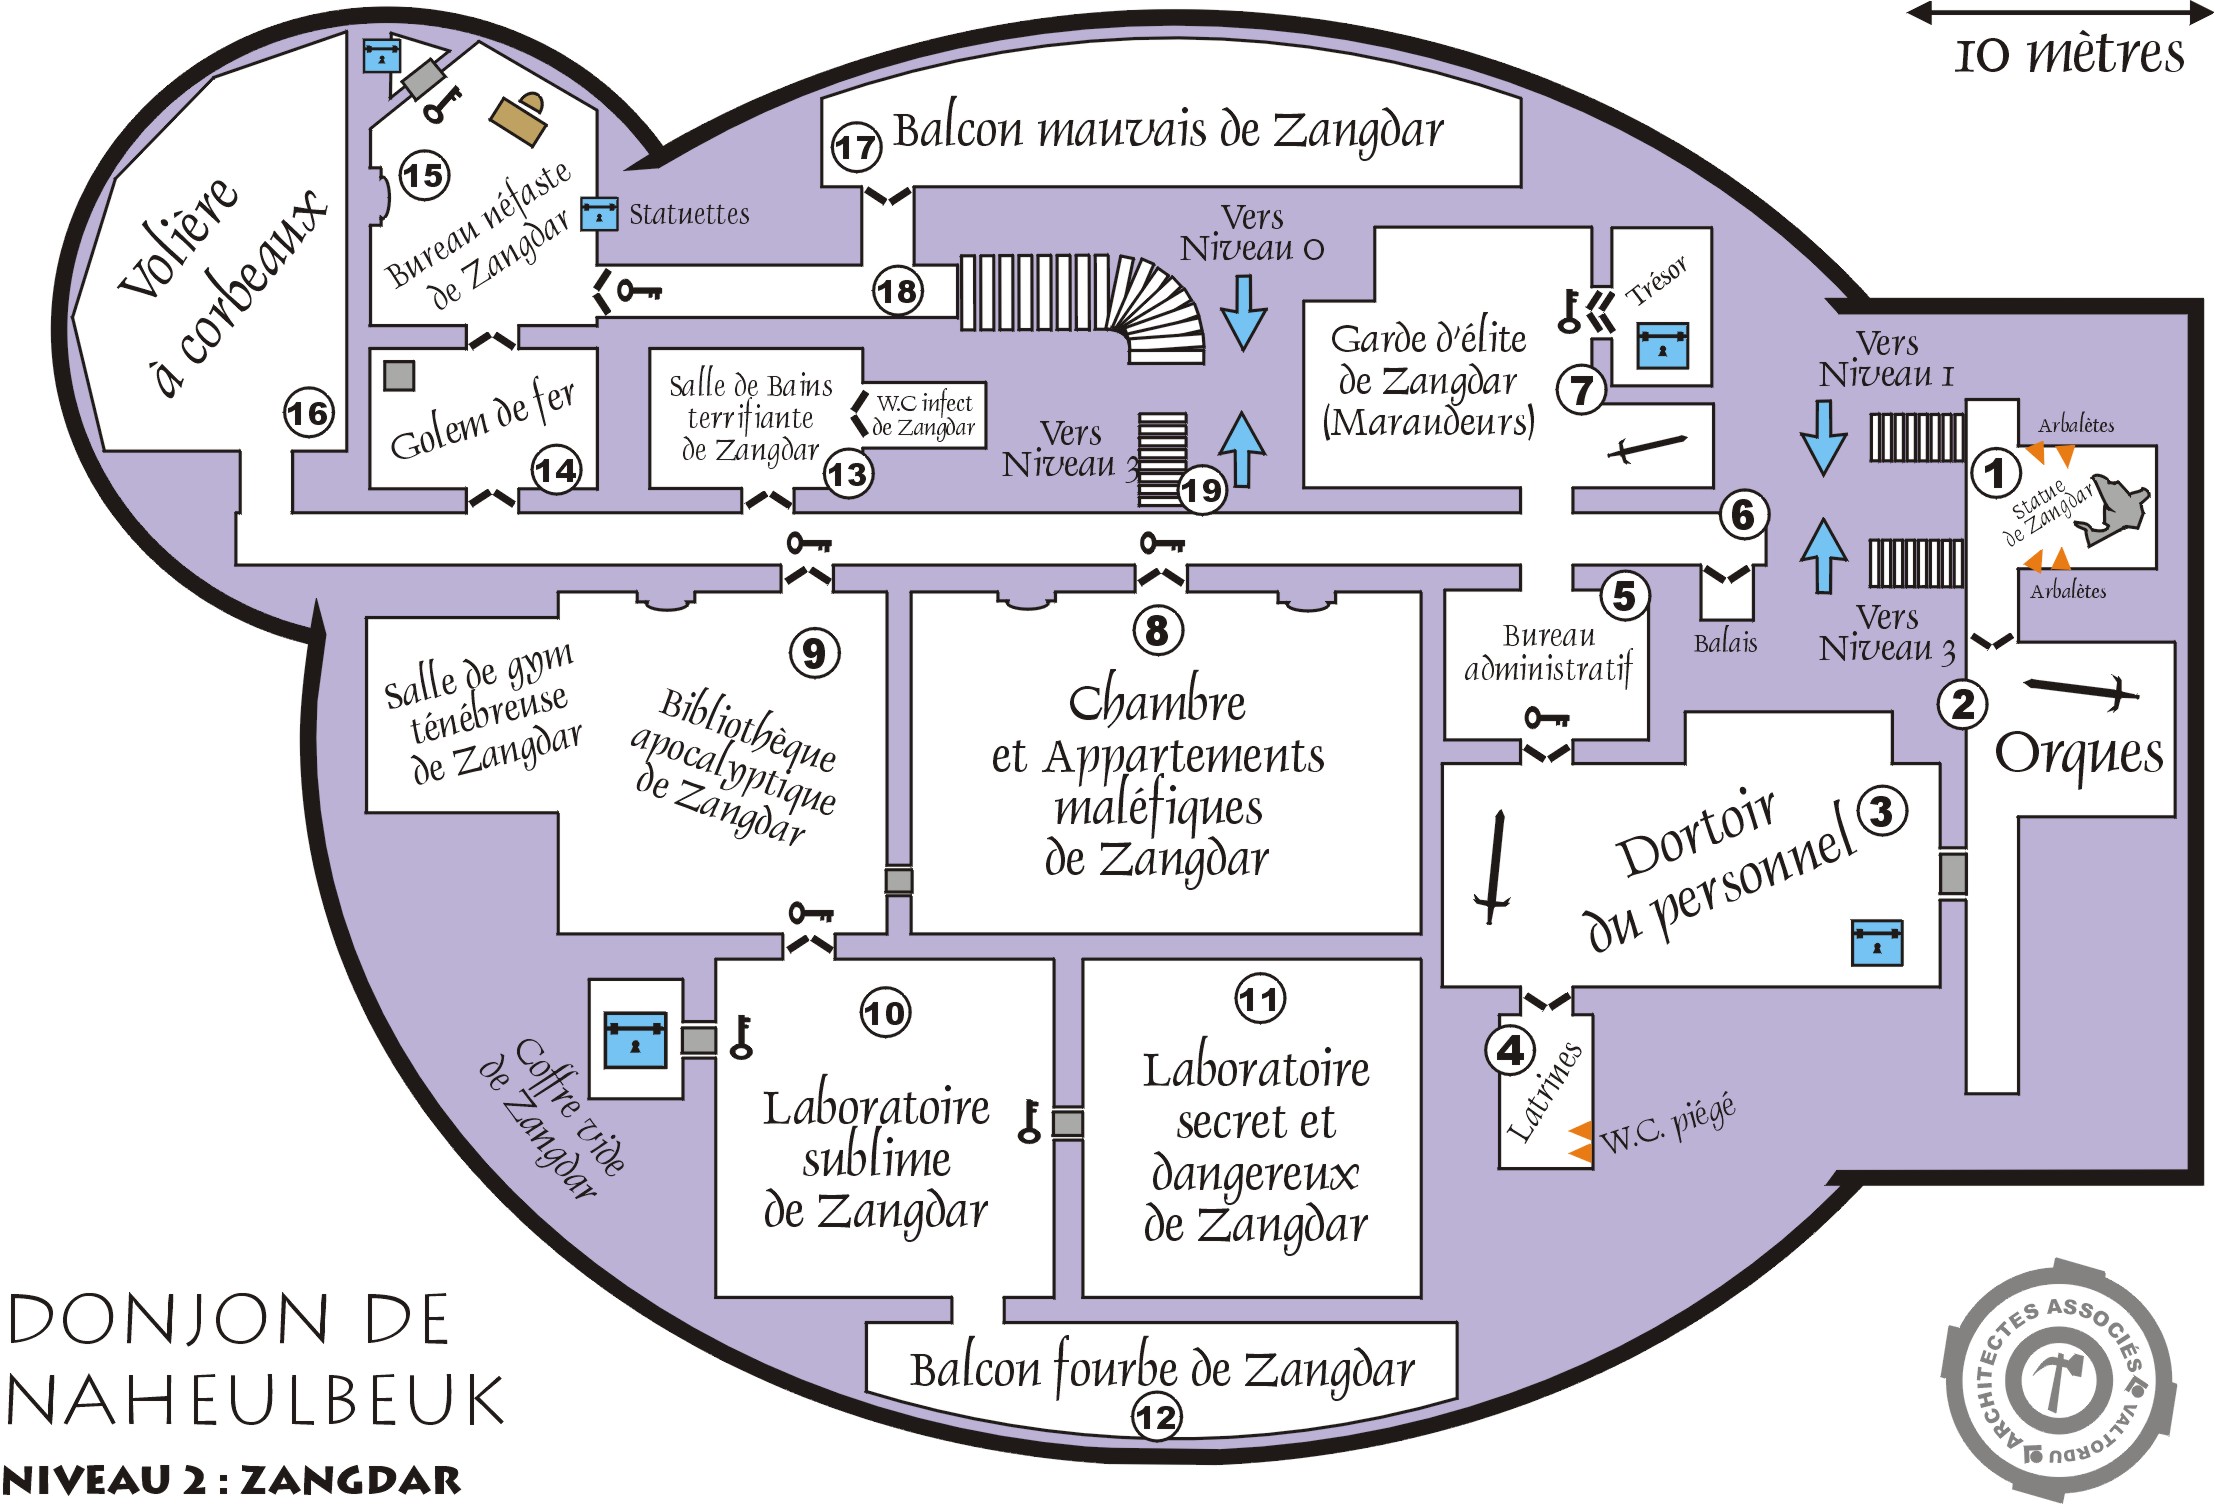 10 mètres
Balcon mauvais de Zangdar
17
15
Bureau néfaste
de Zangdar
Statuettes
Volière
à corbeaux
16
18
Vers
Niveau 0
Garde d'élite
de Zangdar
(Maraudeurs)
7
Trésor
Vers
Niveau 1
Arbalètes
1
Statue
de Zangdar
Arbalètes
Golem de fer
14
Salle de Bains
terrifiante
de Zangdar
W.C infect
de Zangdar
13
Vers
Niveau 3
19
6
5
Bureau
administratif
Balais
Vers
Niveau 3
2
Orques
Salle de gym
ténébreuse
de Zangdar
9
Bibliothèque
apocalyptique
de Zangdar
8
Chambre
et Appartements
maléfiques
de Zangdar
3
Dortoir
du personnel
4
Latrines
W.C. piégé
Coffre vide
de Zangdar
10
Laboratoire
sublime
de Zangdar
11
Laboratoire
secret et
dangereux
de Zangdar
Balcon fourbe de Zangdar
12
DONJON DE
NAHEULBEUK
NIVEAU 2 : ZANGDAR
ARCHITECTES ASSOCIÉS
VALTORDU